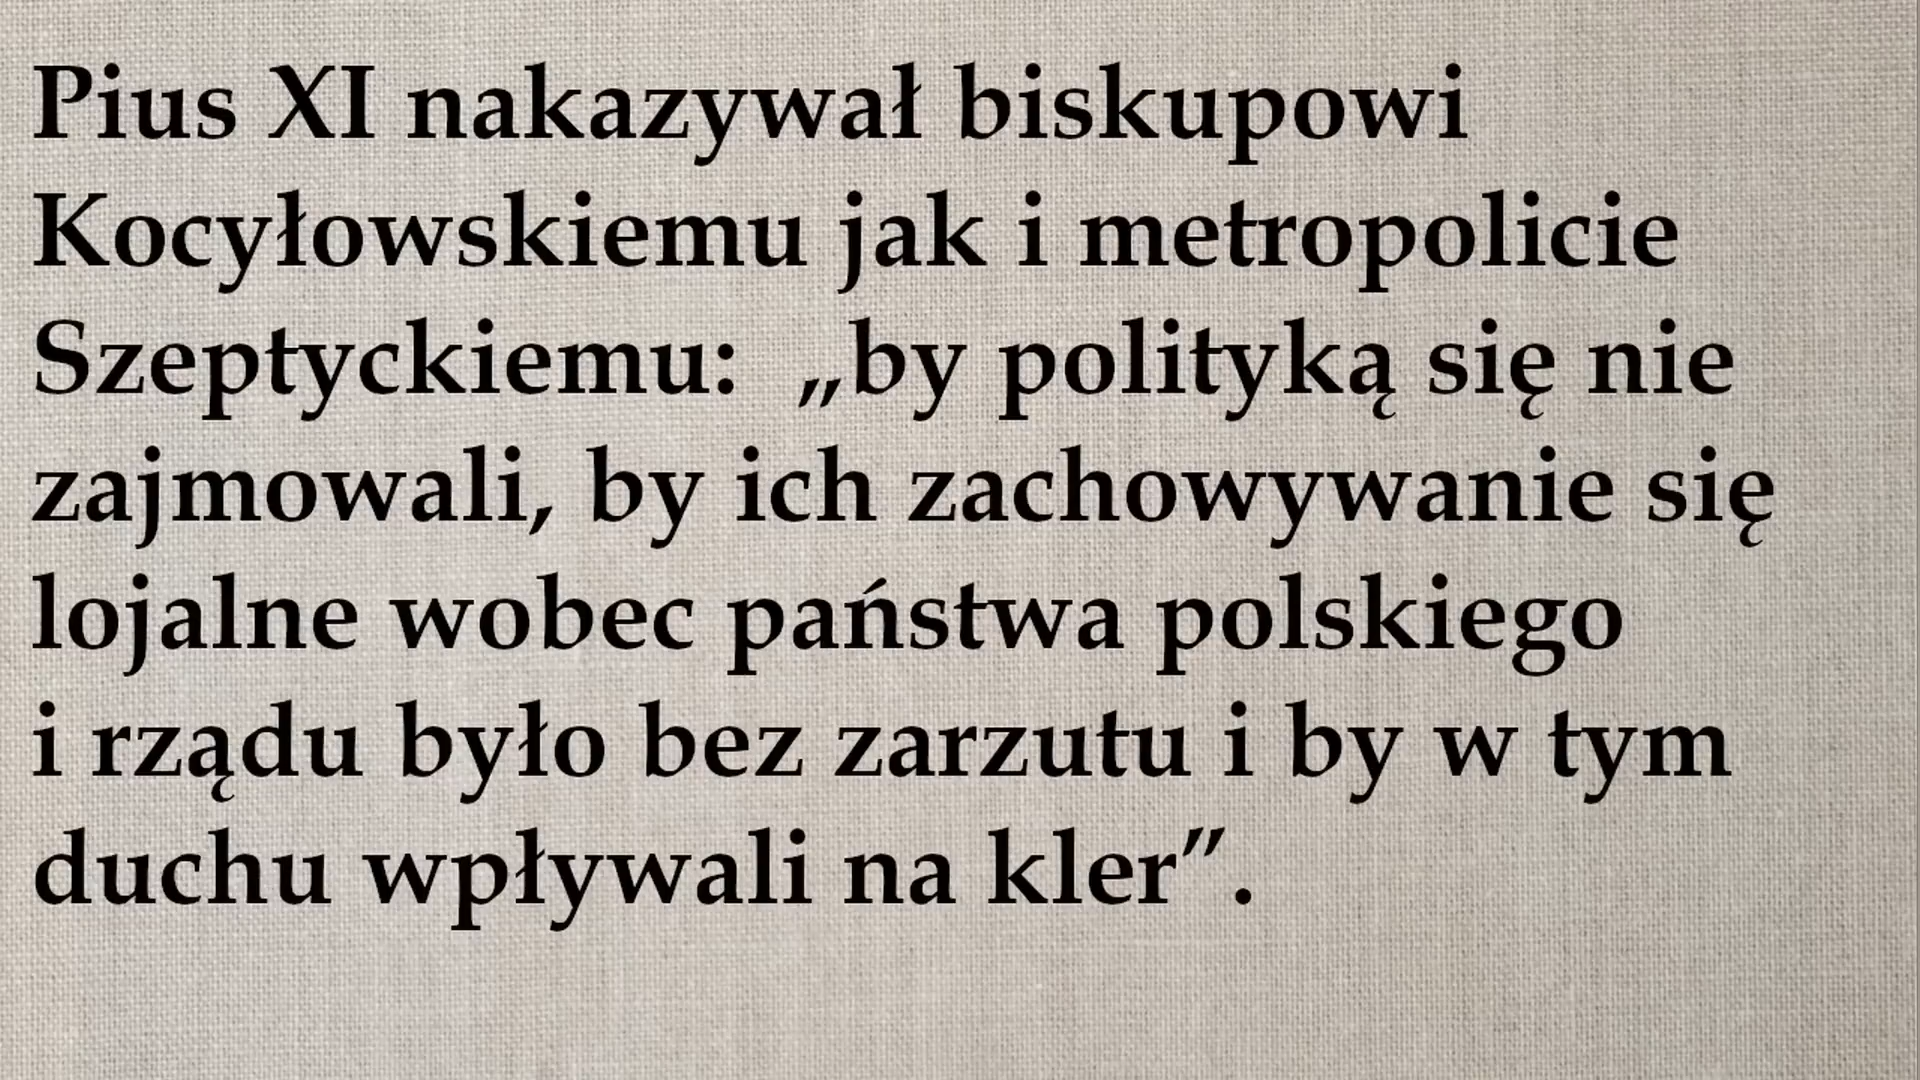 Pius XI nakazywał biskupowi
Kocyłowskiemu jak i metropolicie
Szeptyckiemu: „by polityką się nie
zajmowali, by ich zachowywanie się
lojalne wobec państwa polskiego
i rządu było bez zarzutu i by w tym
duchu wpływali na kler”.